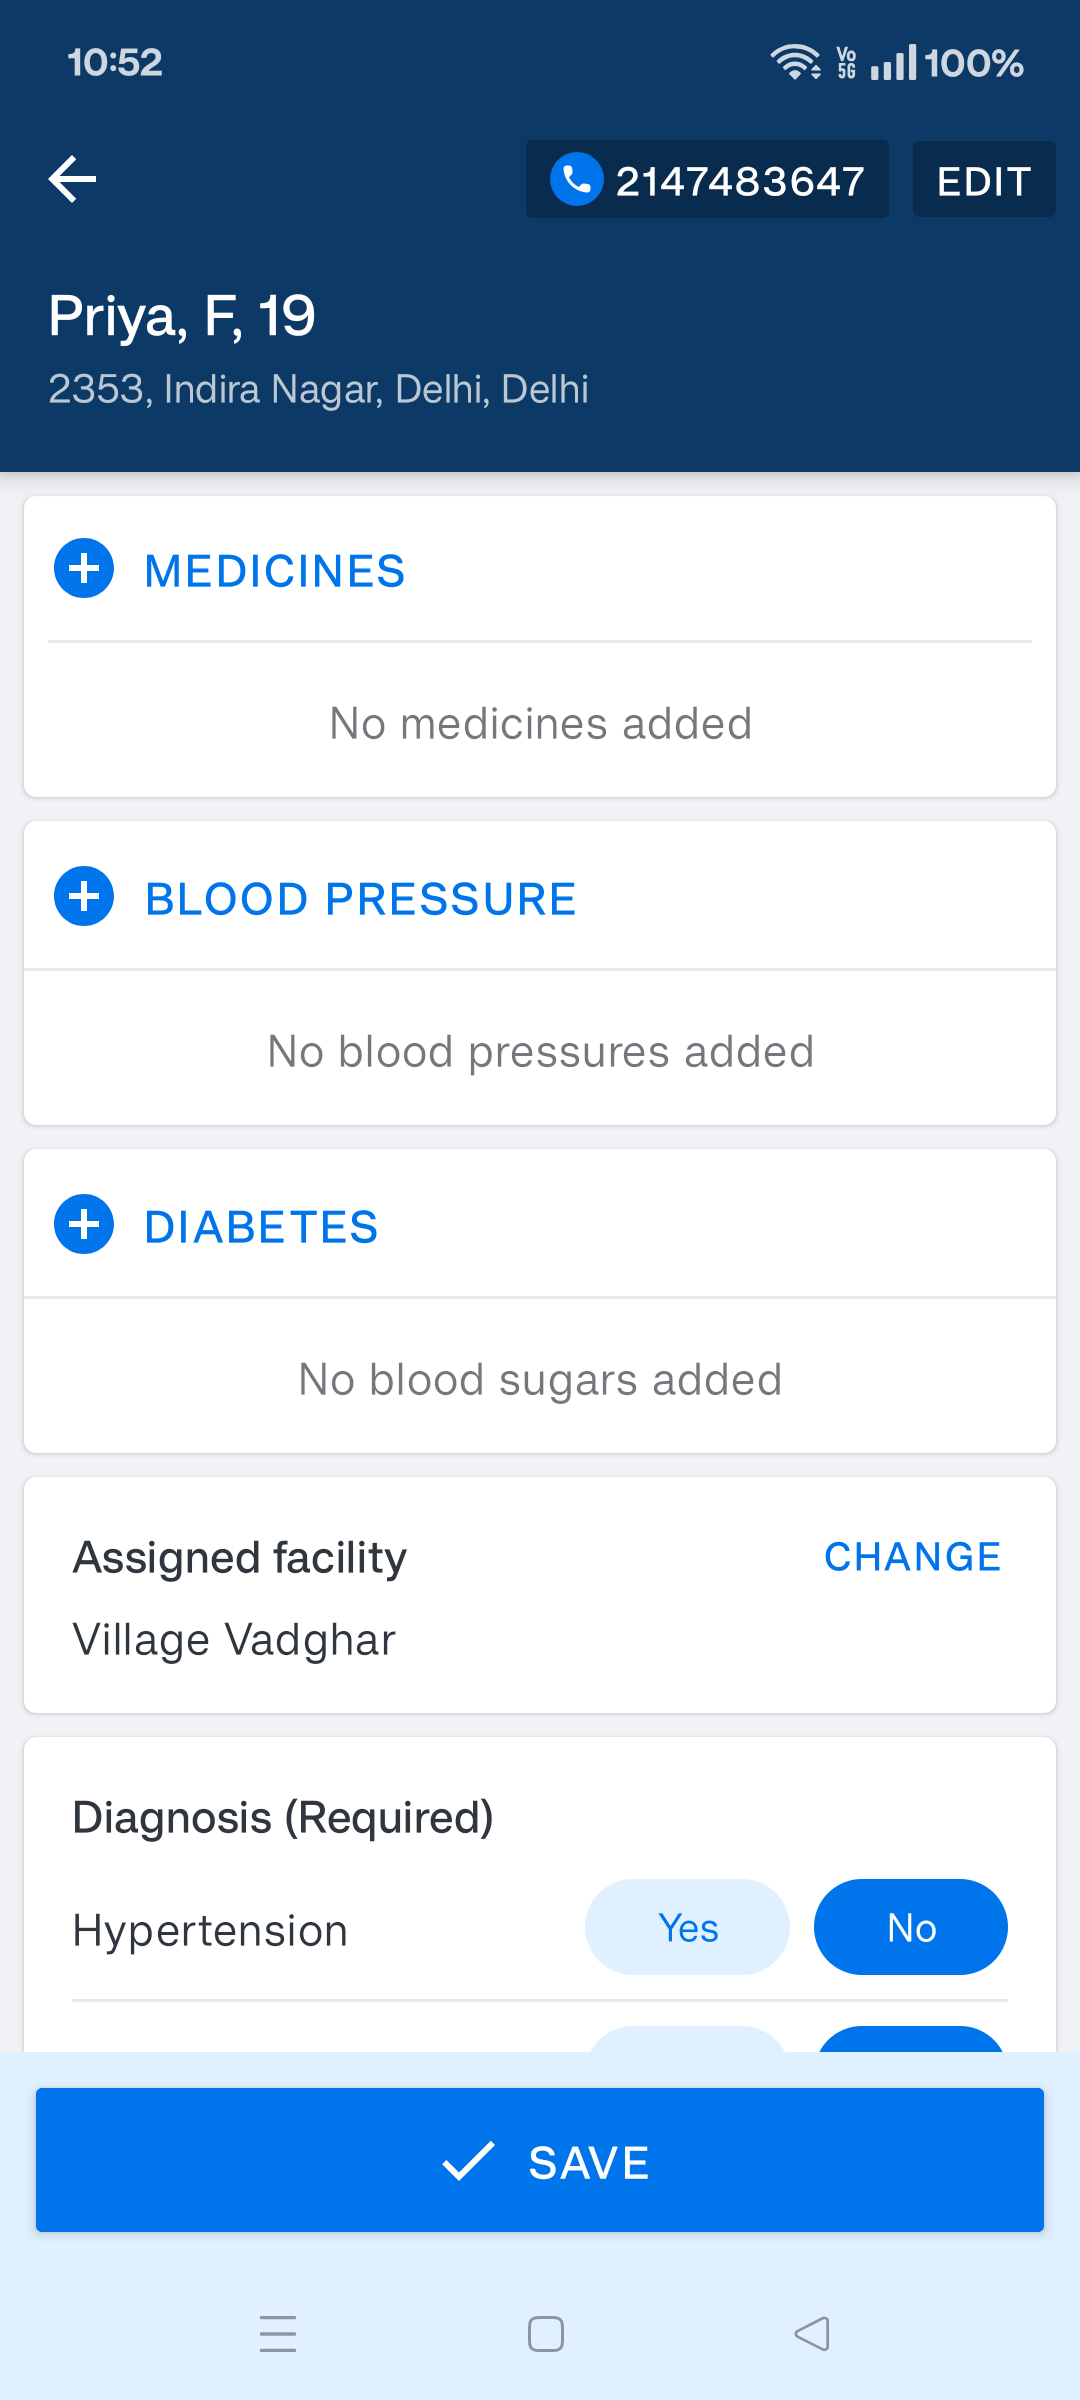 10:52
Vo 5G 100%
2147483647 EDIT
Priya, F, 19
2353, Indira Nagar, Delhi, Delhi
MEDICINES
No medicines added
BLOOD PRESSURE
No blood pressures added
DIABETES
No blood sugars added
Assigned facility CHANGE
Village Vadghar
Diagnosis (Required)
Hypertension Yes No
SAVE